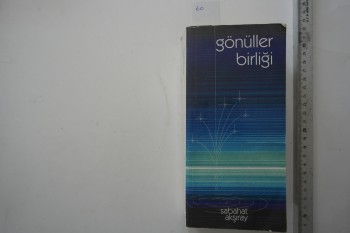 gönüller
birliği
sabahat
akşiray